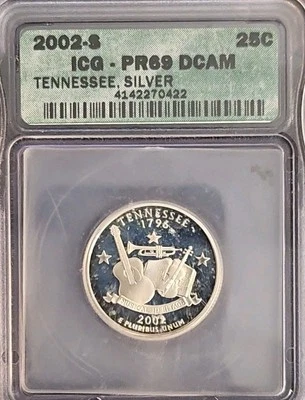 2002-S 25C
ICG - PR69 DCAM
TENNESSEE, SILVER
4142270422
TENNESSEE
1796
2002
E PLURIBUS UNUM